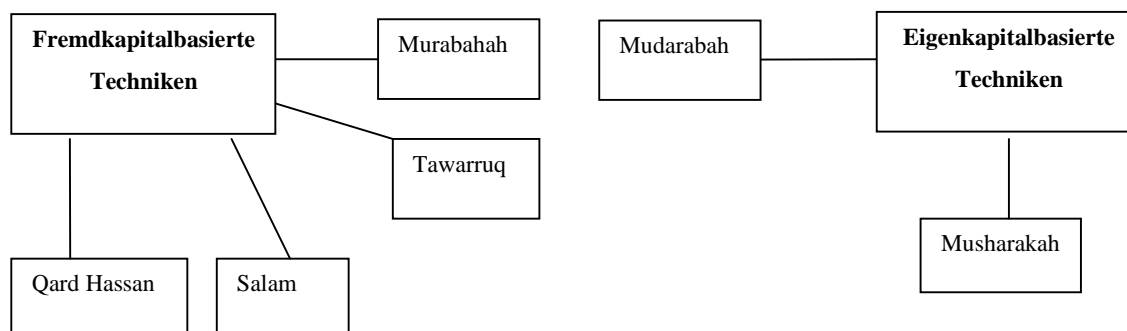 Fremdkapitalbasierte
Techniken
Murabahah
Mudarabah
Eigenkapitalbasierte
Techniken
Tawarruq
Musharakah
Qard Hassan
Salam